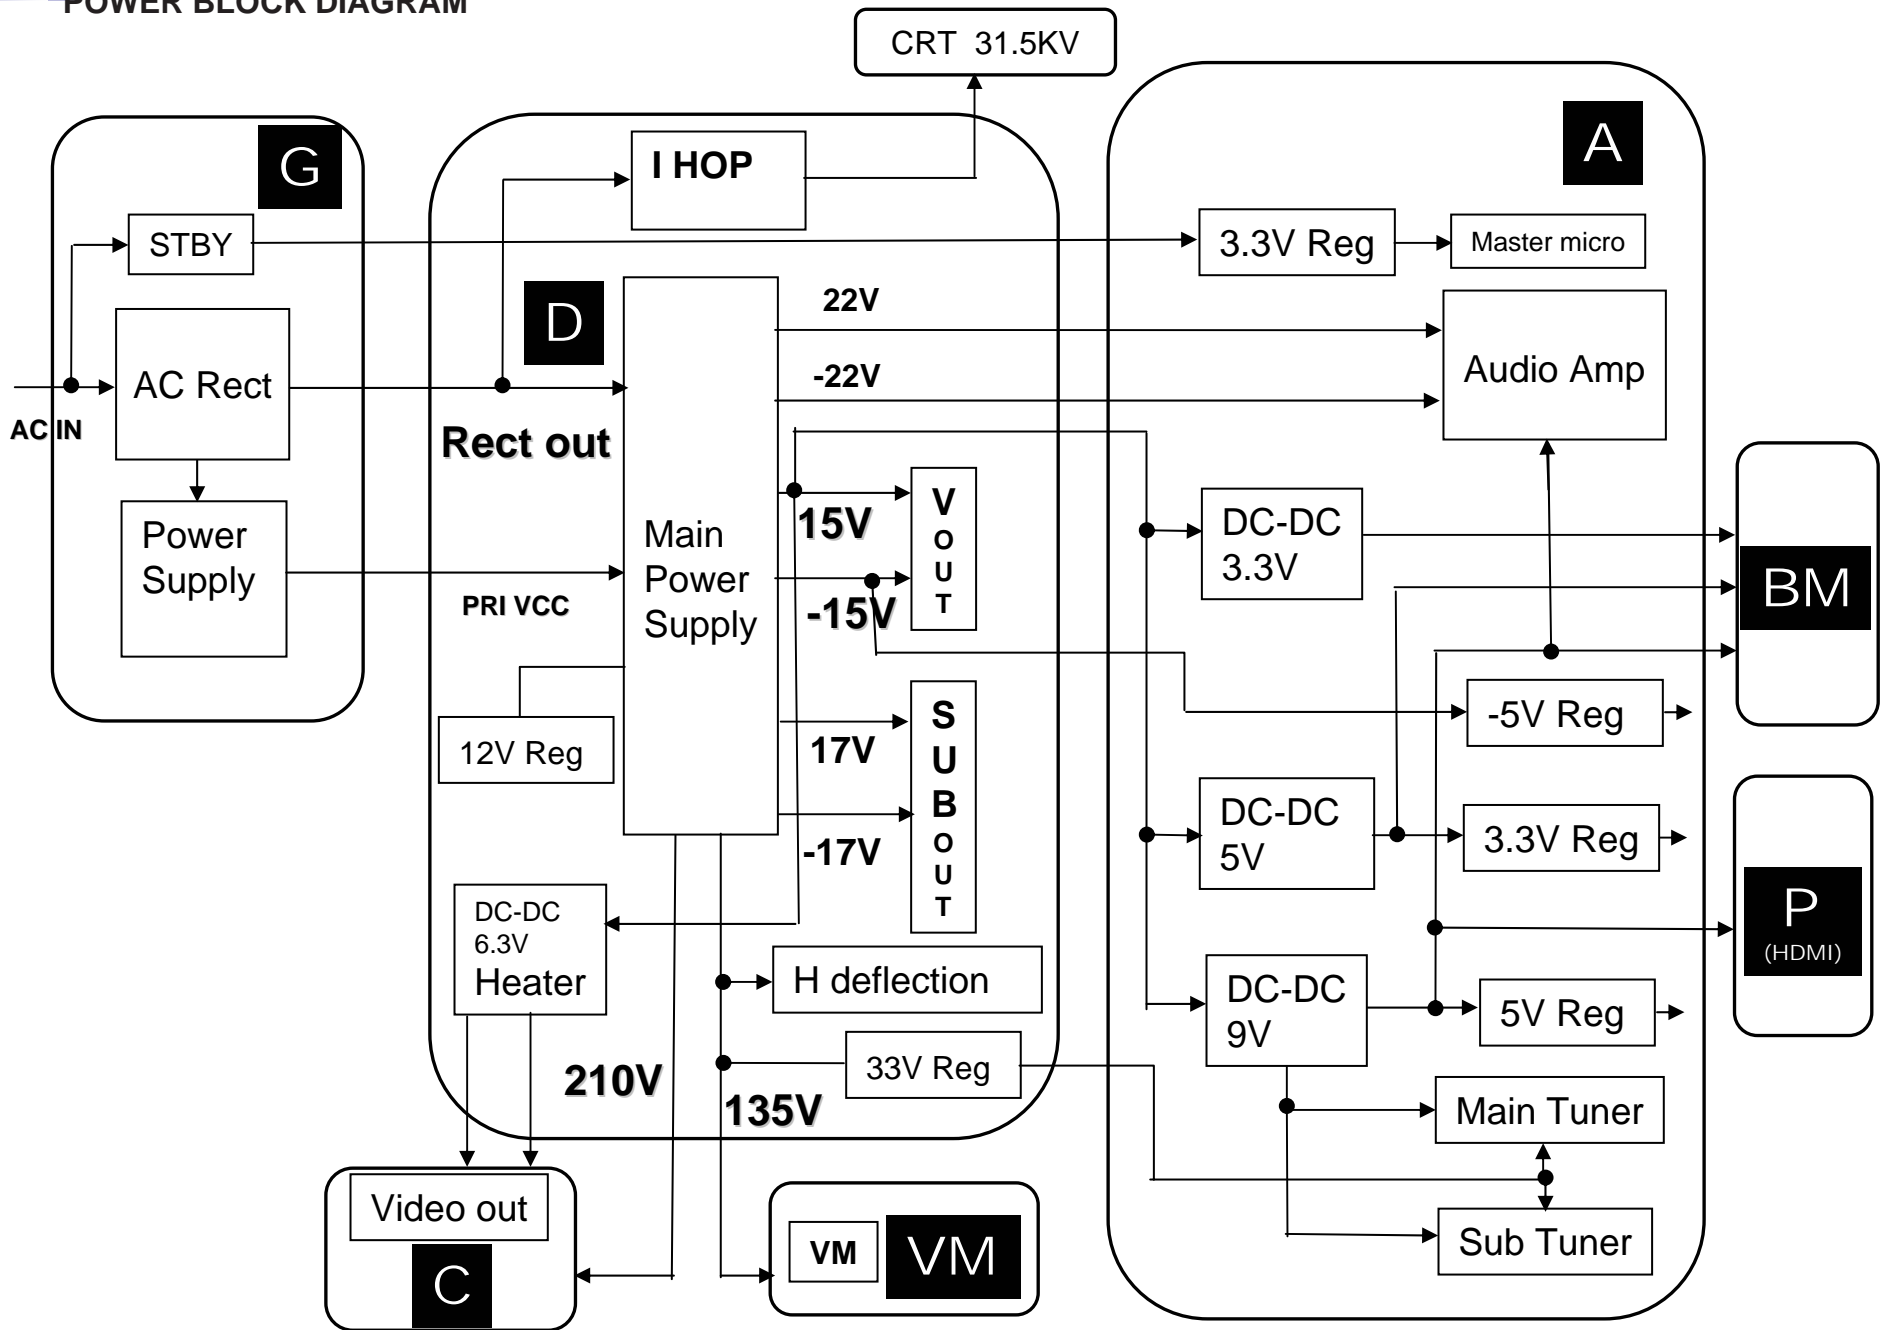 POWER BLOCK DIAGRAM
CRT 31.5KV
G
I HOP
A
STBY
3.3V Reg
Master micro
22V
D
-22V
Audio Amp
AC Rect
AC IN
Rect out
Power
Supply
PRI VCC
Main
Power
Supply
15V
-15V
V
O
U
T
DC-DC
3.3V
BM
12V Reg
17V
-17V
S
U
B
O
U
T
-5V Reg
DC-DC
5V
3.3V Reg
P
(HDMI)
DC-DC
6.3V
Heater
H deflection
DC-DC
9V
5V Reg
210V
135V
33V Reg
Main Tuner
Sub Tuner
Video out
C
VM
VM